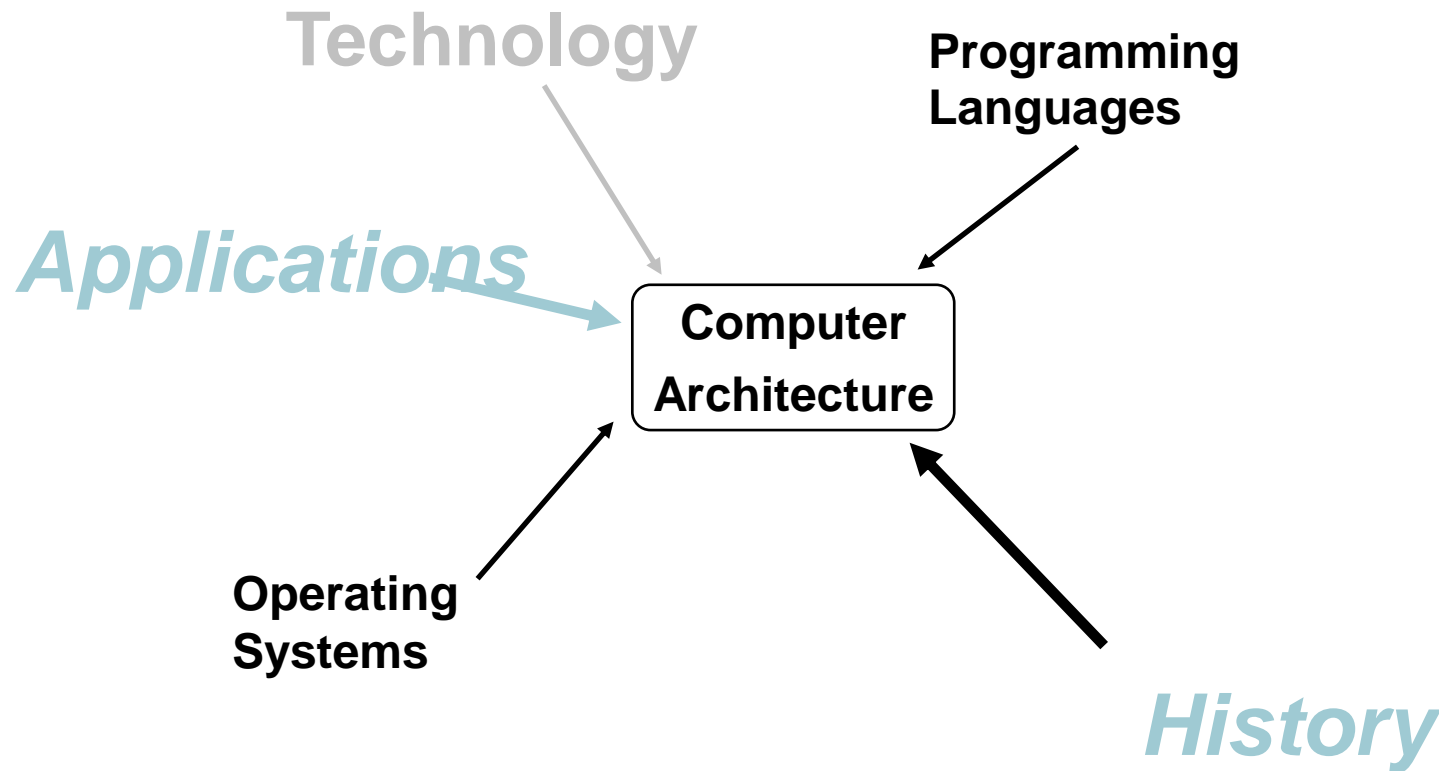 Technology
Programming
Languages
Applications
Computer
Architecture
Operating
Systems
History